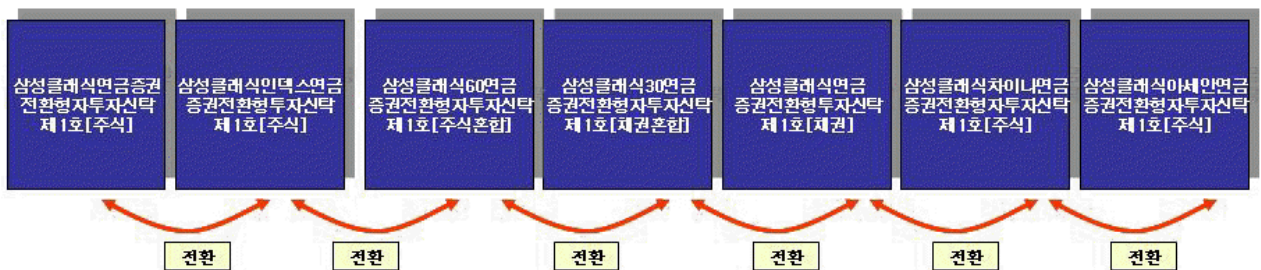 삼성클래식연금증권
전환형자투자신탁
제1호[주식]
삼성클래식인덱스연금
증권전환형투자신탁
제1호[주식]
삼성클래식60연금
증권전환형자투자신탁
제1호[주식혼합]
삼성클래식30연금
증권전환형자투자신탁
제1호[채권혼합]
삼성클래식연금
증권전환형자투자신탁
제1호[채권]
삼성클래식차이나연금
증권전환형자투자신탁
제1호[주식]
삼성클래식아세안연금
증권전환형자투자신탁
제1호[주식]
전환
전환
전환
전환
전환
전환